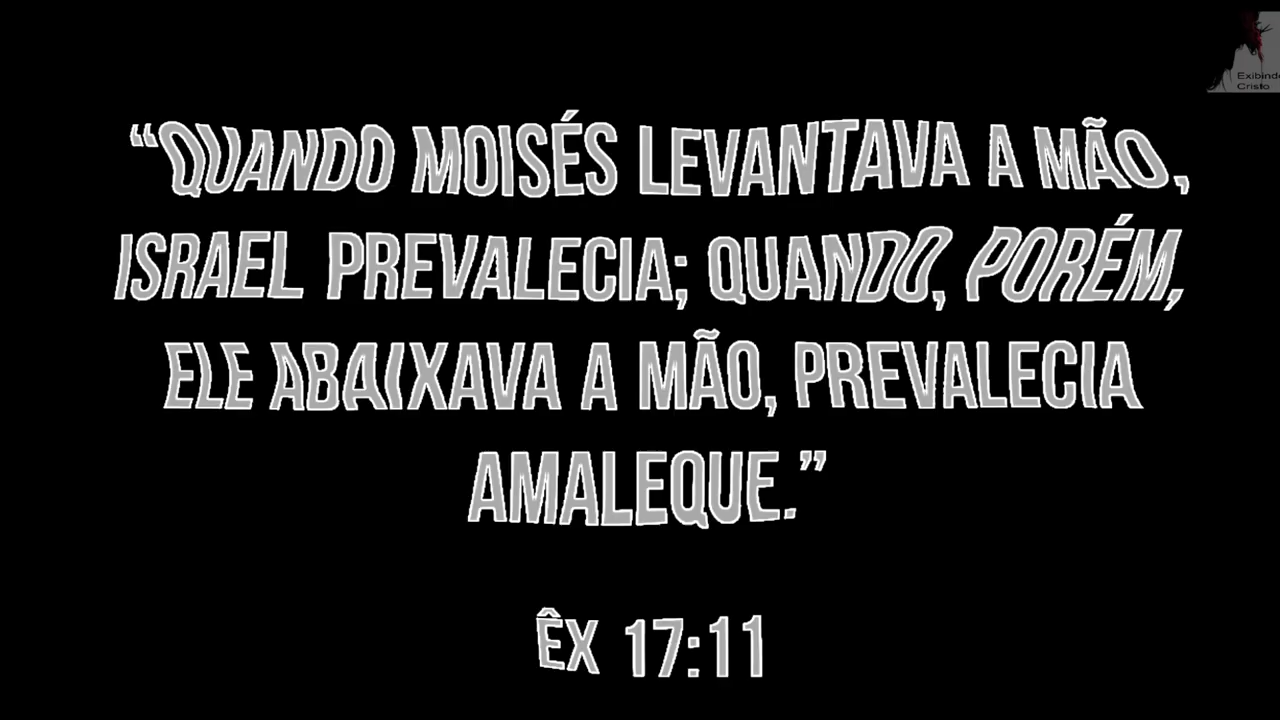 “QUANDO MOISÉS LEVANTAVA A MÃO,
ISRAEL PREVALECIA; QUANDO, PORÉM,
ELE ABAIXAVA A MÃO, PREVALECIA
AMALEQUE.”
ÊX 17:11
Exibindo
Cristo